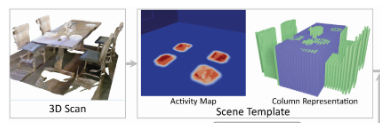 Activity Map
Column Representation
3D Scan
Scene Template